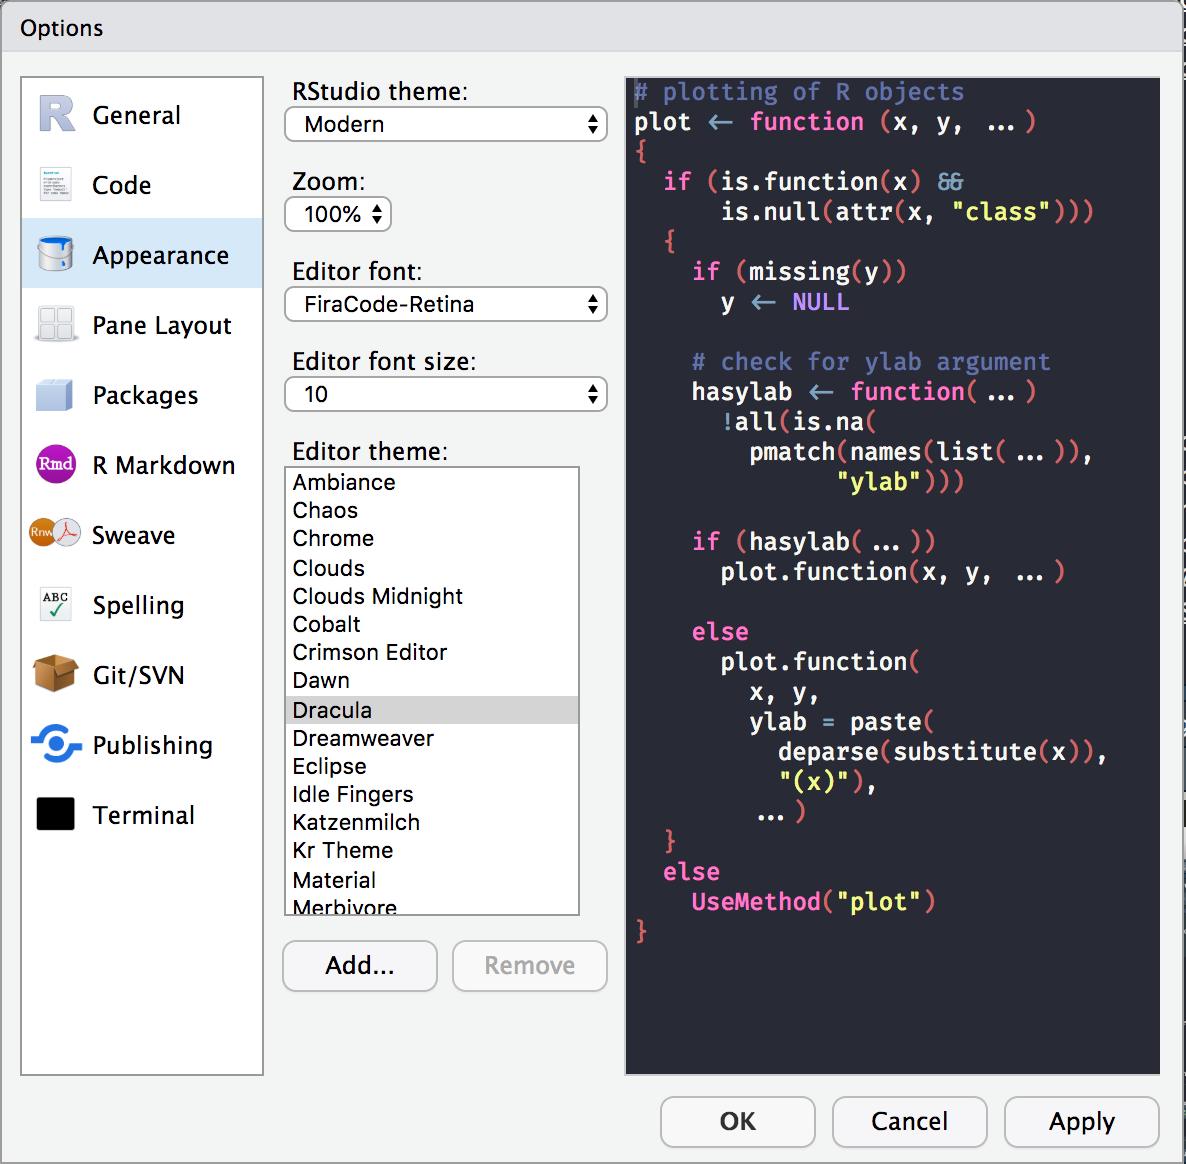 Options
General
Code
Appearance
Pane Layout
Packages
Rmd
R Markdown
Rnw
Sweave
ABC
Spelling
Git/SVN
Publishing
Terminal
RStudio theme:
Modern
Zoom:
100%
Editor font:
FiraCode-Retina
Editor font size:
10
Editor theme:
Ambiance
Chaos
Chrome
Clouds
Clouds Midnight
Cobalt
Crimson Editor
Dawn
Dracula
Dreamweaver
Eclipse
Idle Fingers
Katzenmilch
Kr Theme
Material
Merbivore
Add...
Remove
# plotting of R objects
plot <- function (x, y, ...)
{
  if (is.function(x) &&
      is.null(attr(x, "class")))
  {
    if (missing(y))
      y <- NULL
    # check for ylab argument
    hasylab <- function(...)
      !all(is.na(
        pmatch(names(list(...)),
              "ylab")))
    if (hasylab(...))
      plot.function(x, y, ...)
    else
      plot.function(
        x, y,
        ylab = paste(
          deparse(substitute(x)),
          "(x)"),
        ...)
  }
  else
    UseMethod("plot")
}
OK
Cancel
Apply